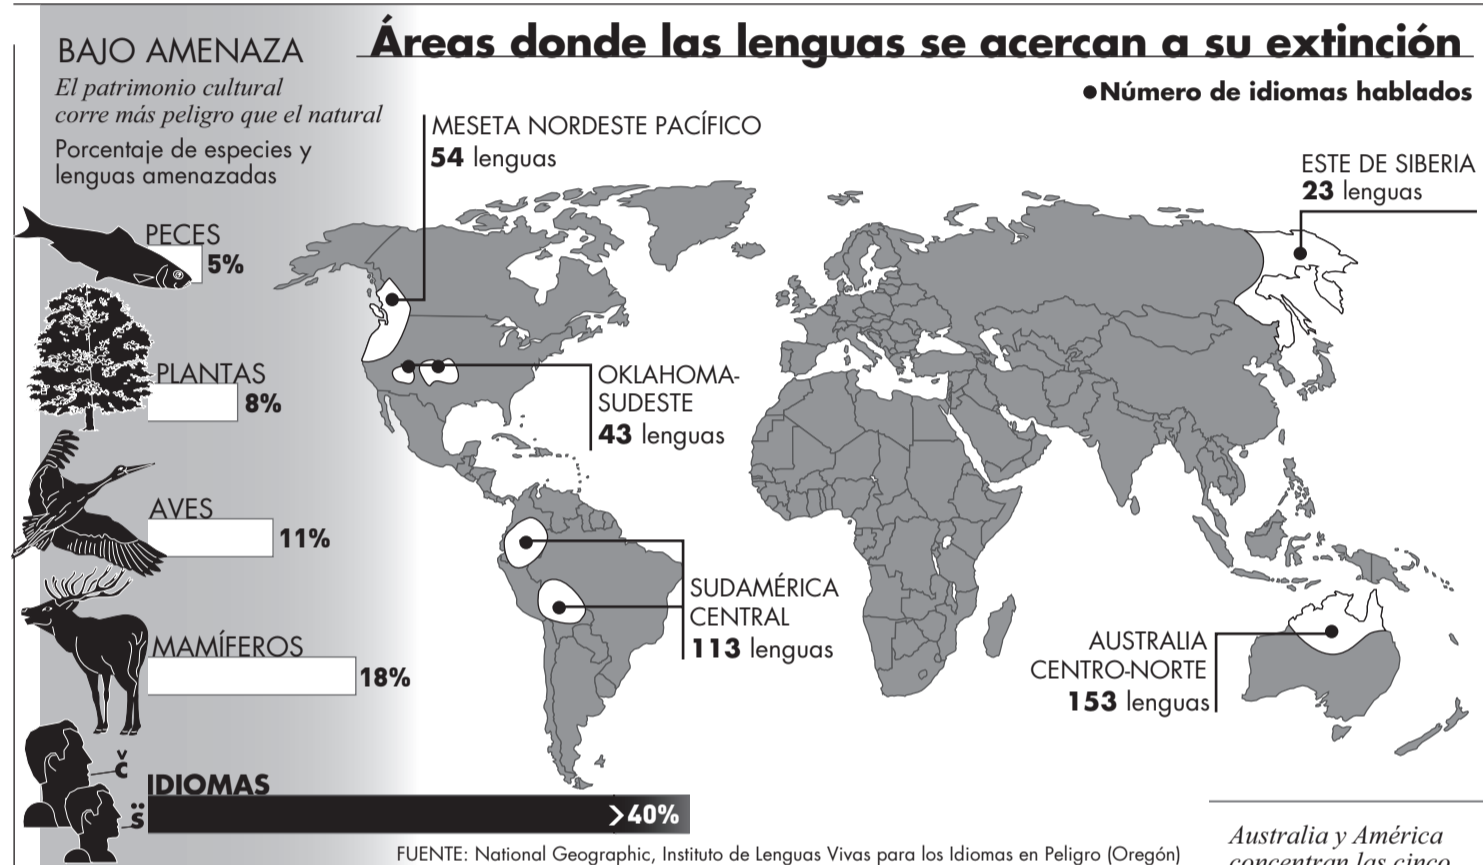 Áreas donde las lenguas se acercan a su extinción
●Número de idiomas hablados
BAJO AMENAZA
El patrimonio cultural
corre más peligro que el natural
Porcentaje de especies y
lenguas amenazadas
PECES
5%
PLANTAS
8%
AVES
11%
MAMÍFEROS
18%
č
s̈
IDIOMAS
>40%
MESETA NORDESTE PACÍFICO
54 lenguas
OKLAHOMA-
SUDESTE
43 lenguas
SUDAMÉRICA
CENTRAL
113 lenguas
ESTE DE SIBERIA
23 lenguas
AUSTRALIA
CENTRO-NORTE
153 lenguas
FUENTE: National Geographic, Instituto de Lenguas Vivas para los Idiomas en Peligro (Oregón)
Australia y América
concentran las cinco